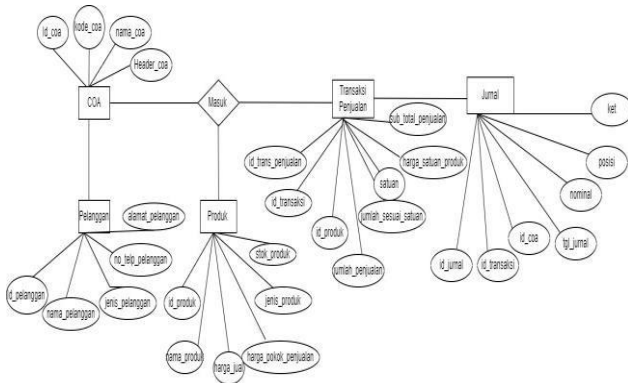 Id_coa
kode_coa
nama_coa
Header_coa
COA
Masuk
Transaksi
Penjualan
Jurnal
sub_total_penjualan
ket
id_trans_penjualan
harga_satuan_produk
posisi
satuan
id_transaksi
nominal
Pelanggan
alamat_pelanggan
Produk
jumlah_sesuai_satuan
id_produk
id_coa
tgl_jurnal
no_telp_pelanggan
stok_produk
jumlah_penjualan
id_jurnal
id_transaksi
id_pelanggan
nama_pelanggan
jenis_pelanggan
id_produk
jenis_produk
nama_produk
harga_jual
harga_pokok_penjualan